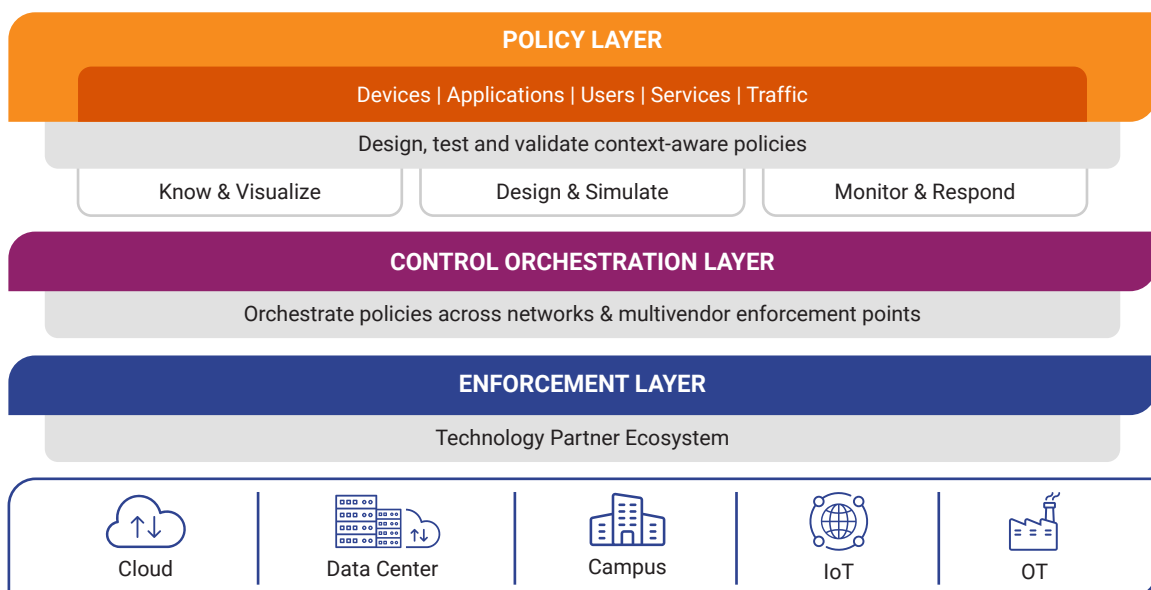 POLICY LAYER
Devices | Applications | Users | Services | Traffic
Design, test and validate context-aware policies
Know & Visualize
Design & Simulate
Monitor & Respond
CONTROL ORCHESTRATION LAYER
Orchestrate policies across networks & multivendor enforcement points
ENFORCEMENT LAYER
Technology Partner Ecosystem
Cloud
Data Center
Campus
IoT
OT